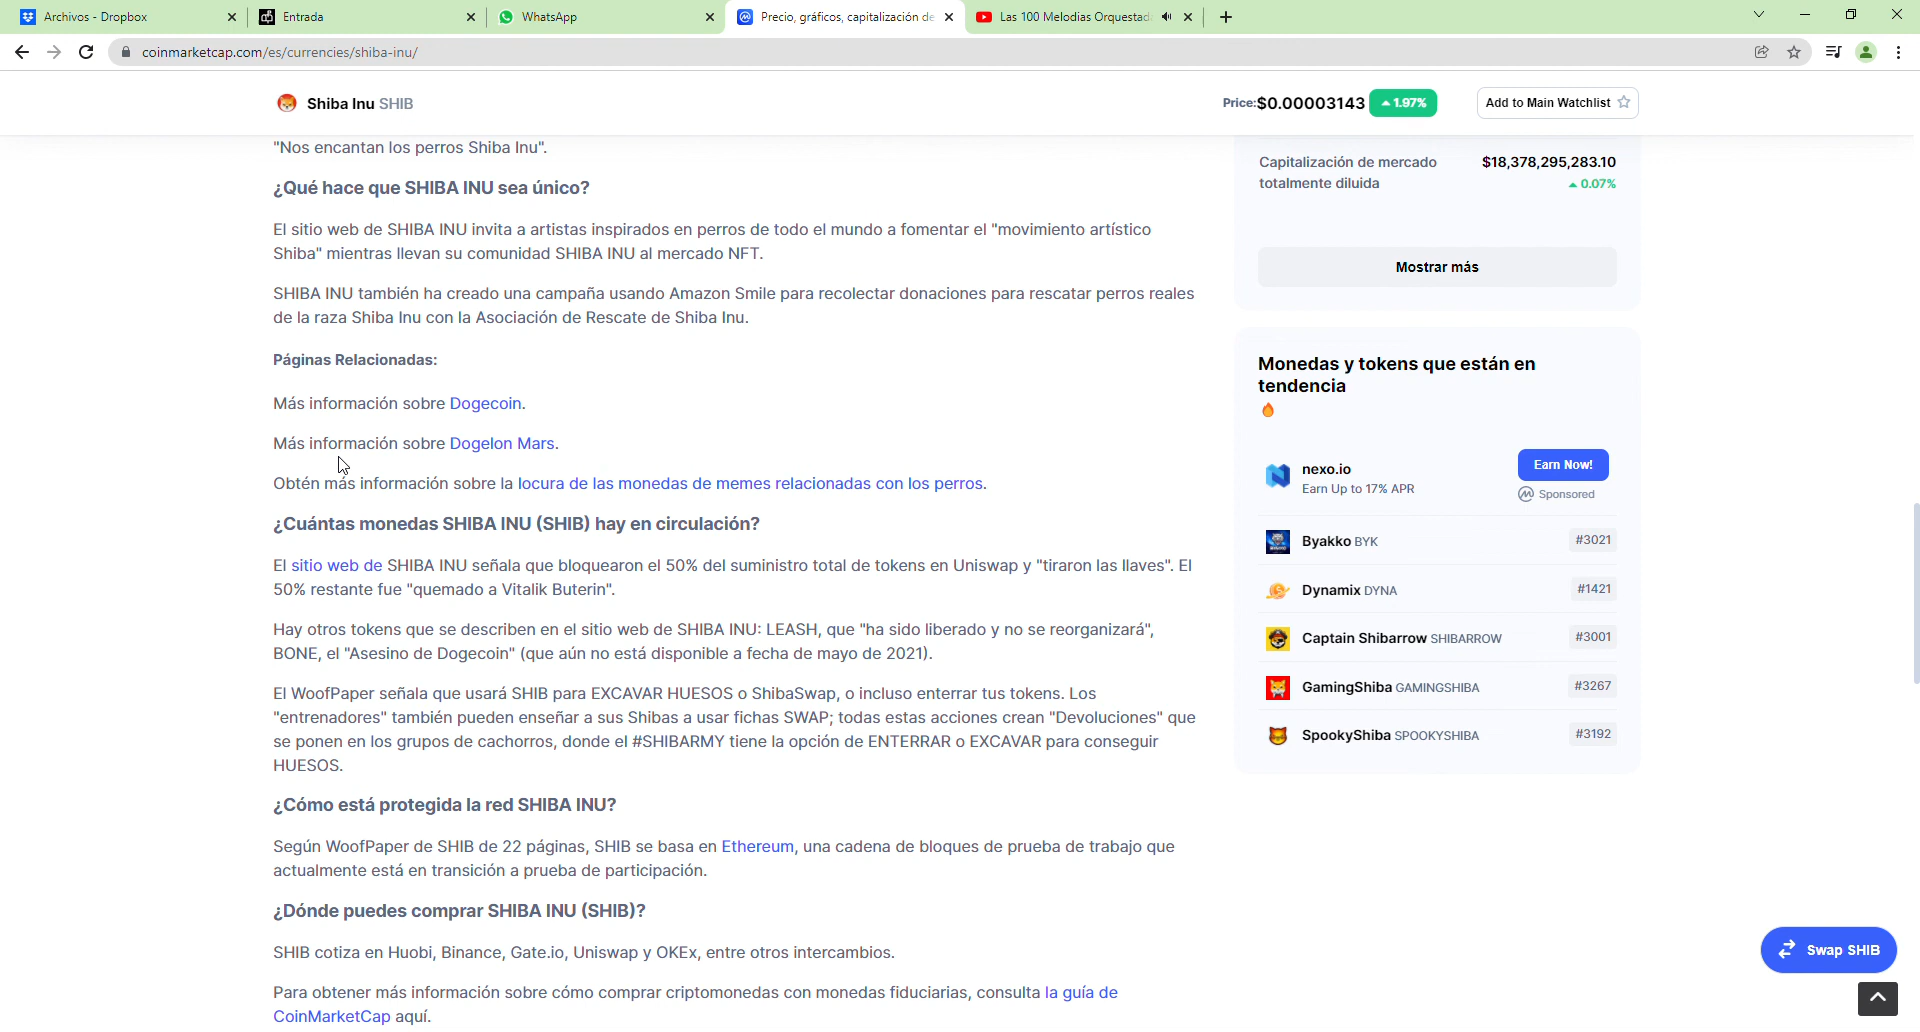 Archivos - Dropbox
Entrada
WhatsApp
Precio, gráficos, capitalización de
Las 100 Melodias Orquestad
coinmarketcap.com/es/currencies/shiba-inu/
Shiba Inu SHIB
Price:$0.00003143
1.97%
Add to Main Watchlist
"Nos encantan los perros Shiba Inu".
¿Qué hace que SHIBA INU sea único?
El sitio web de SHIBA INU invita a artistas inspirados en perros de todo el mundo a fomentar el "movimiento artístico
Shiba" mientras llevan su comunidad SHIBA INU al mercado NFT.
SHIBA INU también ha creado una campaña usando Amazon Smile para recolectar donaciones para rescatar perros reales
de la raza Shiba Inu con la Asociación de Rescate de Shiba Inu.
Páginas Relacionadas:
Más información sobre Dogecoin.
Más información sobre Dogelon Mars.
Obtén más información sobre la locura de las monedas de memes relacionadas con los perros.
¿Cuántas monedas SHIBA INU (SHIB) hay en circulación?
El sitio web de SHIBA INU señala que bloquearon el 50% del suministro total de tokens en Uniswap y "tiraron las llaves". El
50% restante fue "quemado a Vitalik Buterin".
Hay otros tokens que se describen en el sitio web de SHIBA INU: LEASH, que "ha sido liberado y no se reorganizará",
BONE, el "Asesino de Dogecoin" (que aún no está disponible a fecha de mayo de 2021).
El WoofPaper señala que usará SHIB para EXCAVAR HUESOS o ShibaSwap, o incluso enterrar tus tokens. Los
"entrenadores" también pueden enseñar a sus Shibas a usar fichas SWAP; todas estas acciones crean "Devoluciones" que
se ponen en los grupos de cachorros, donde el #SHIBARMY tiene la opción de ENTERRAR o EXCAVAR para conseguir
HUESOS.
¿Cómo está protegida la red SHIBA INU?
Según WoofPaper de SHIB de 22 páginas, SHIB se basa en Ethereum, una cadena de bloques de prueba de trabajo que
actualmente está en transición a prueba de participación.
¿Dónde puedes comprar SHIBA INU (SHIB)?
SHIB cotiza en Huobi, Binance, Gate.io, Uniswap y OKEx, entre otros intercambios.
Para obtener más información sobre cómo comprar criptomonedas con monedas fiduciarias, consulta la guía de
CoinMarketCap aquí.
Capitalización de mercado
totalmente diluida
$18,378,295,283.10
0.07%
Mostrar más
Monedas y tokens que están en
tendencia
nexo.io
Earn Up to 17% APR
Earn Now!
Sponsored
Byakko BYK
#3021
Dynamix DYNA
#1421
Captain Shibarrow SHIBARROW
#3001
GamingShiba GAMINGSHIBA
#3267
SpookyShiba SPOOKYSHIBA
#3192
Swap SHIB